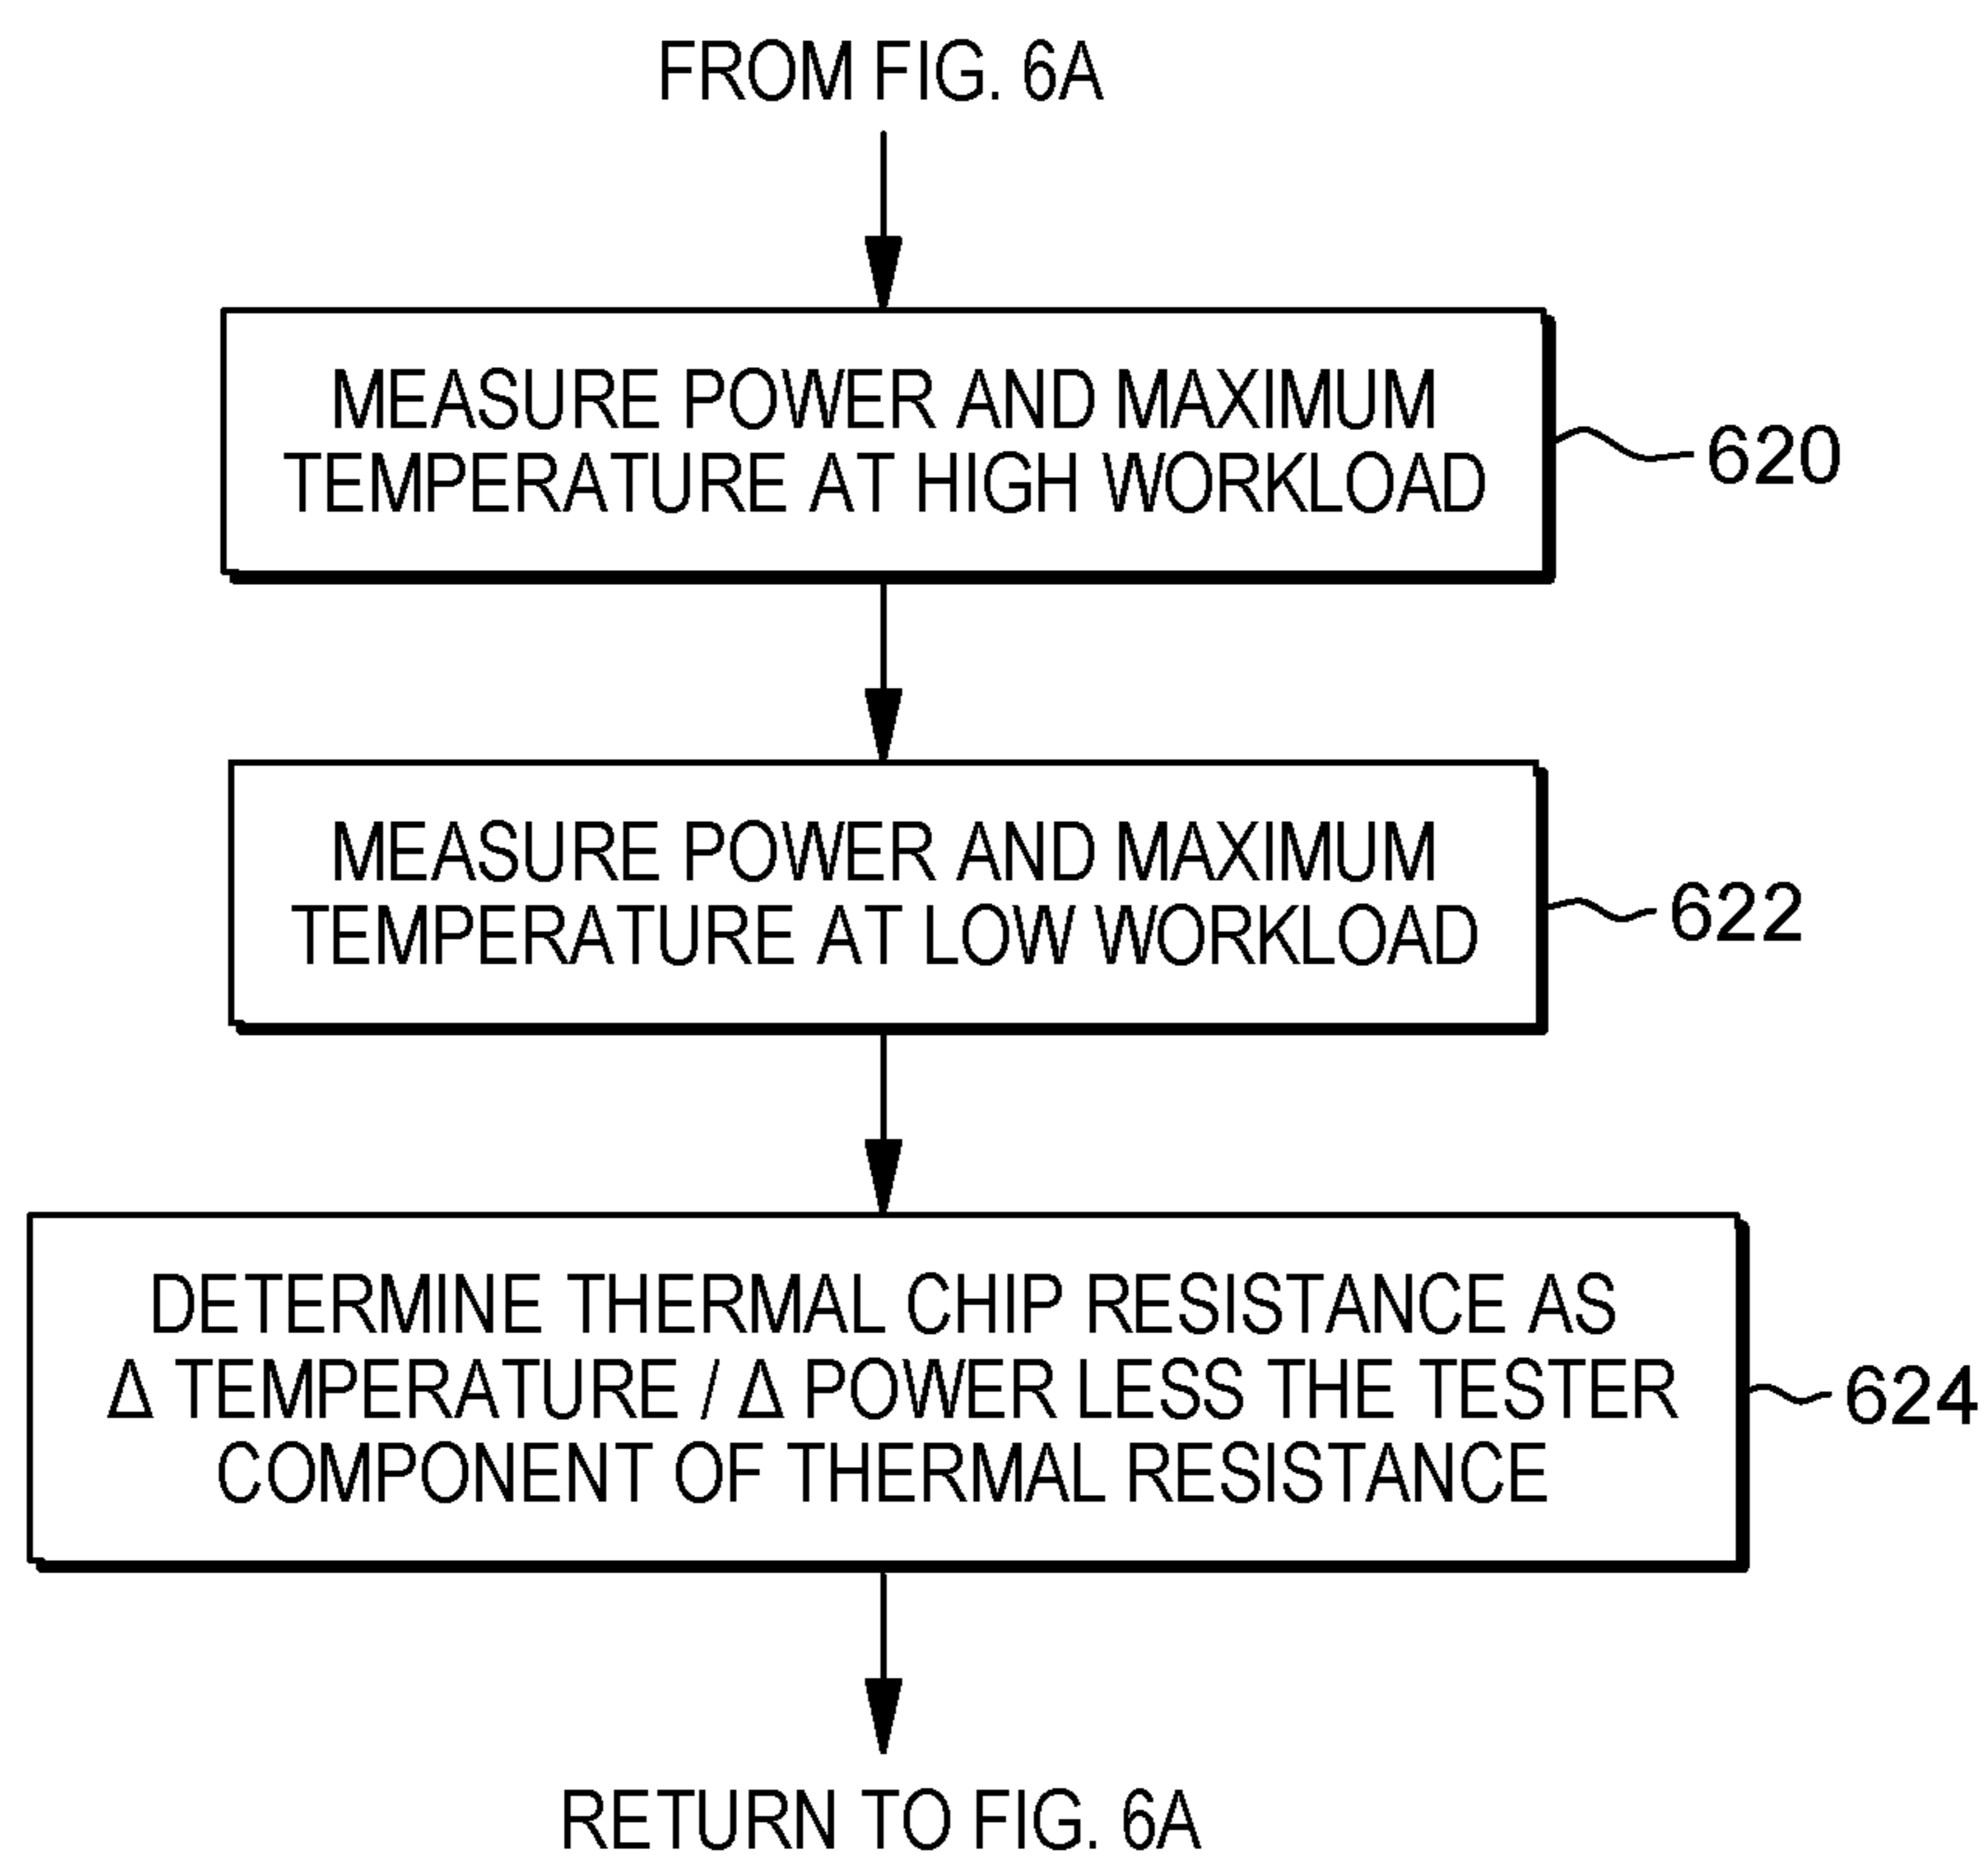 FROM FIG. 6A
MEASURE POWER AND MAXIMUM
TEMPERATURE AT HIGH WORKLOAD
620
MEASURE POWER AND MAXIMUM
TEMPERATURE AT LOW WORKLOAD
622
DETERMINE THERMAL CHIP RESISTANCE AS
Δ TEMPERATURE / Δ POWER LESS THE TESTER
COMPONENT OF THERMAL RESISTANCE
624
RETURN TO FIG. 6A